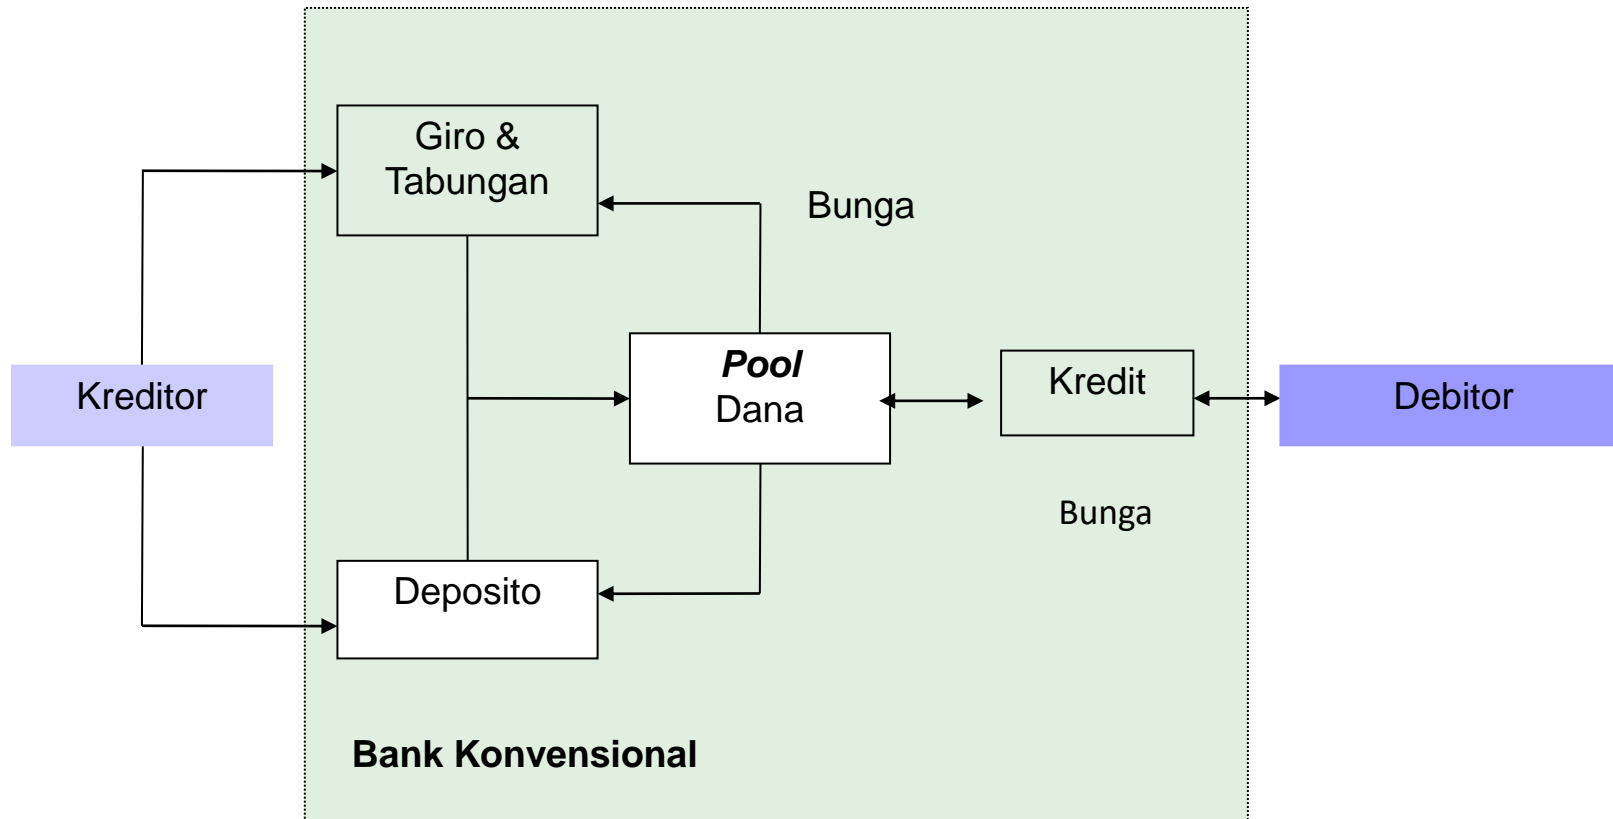 Giro &
Tabungan
Bunga
Kreditor
Pool
Dana
Kredit
Debitor
Bunga
Deposito
Bank Konvensional